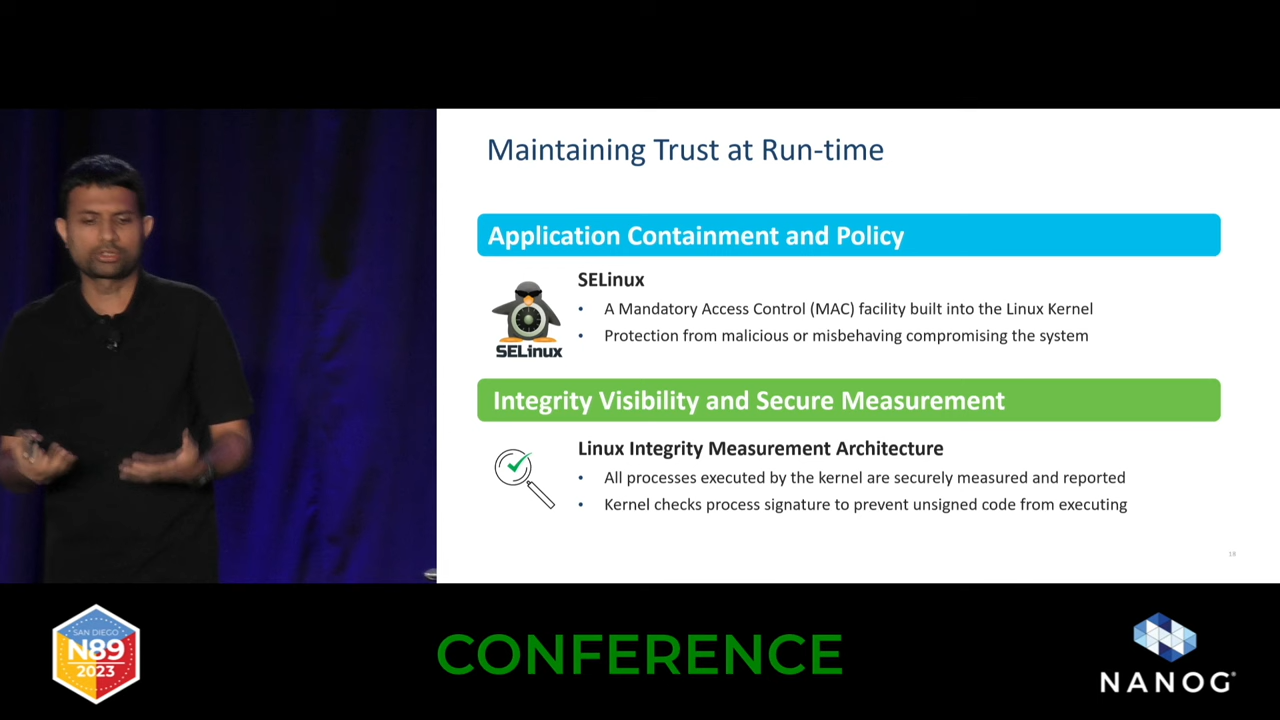 Maintaining Trust at Run-time
Application Containment and Policy
SELinux
• A Mandatory Access Control (MAC) facility built into the Linux Kernel
• Protection from malicious or misbehaving compromising the system
SELinux
Integrity Visibility and Secure Measurement
Linux Integrity Measurement Architecture
• All processes executed by the kernel are securely measured and reported
• Kernel checks process signature to prevent unsigned code from executing
18
SAN DIEGO
N89
2023
CONFERENCE
NANOG®